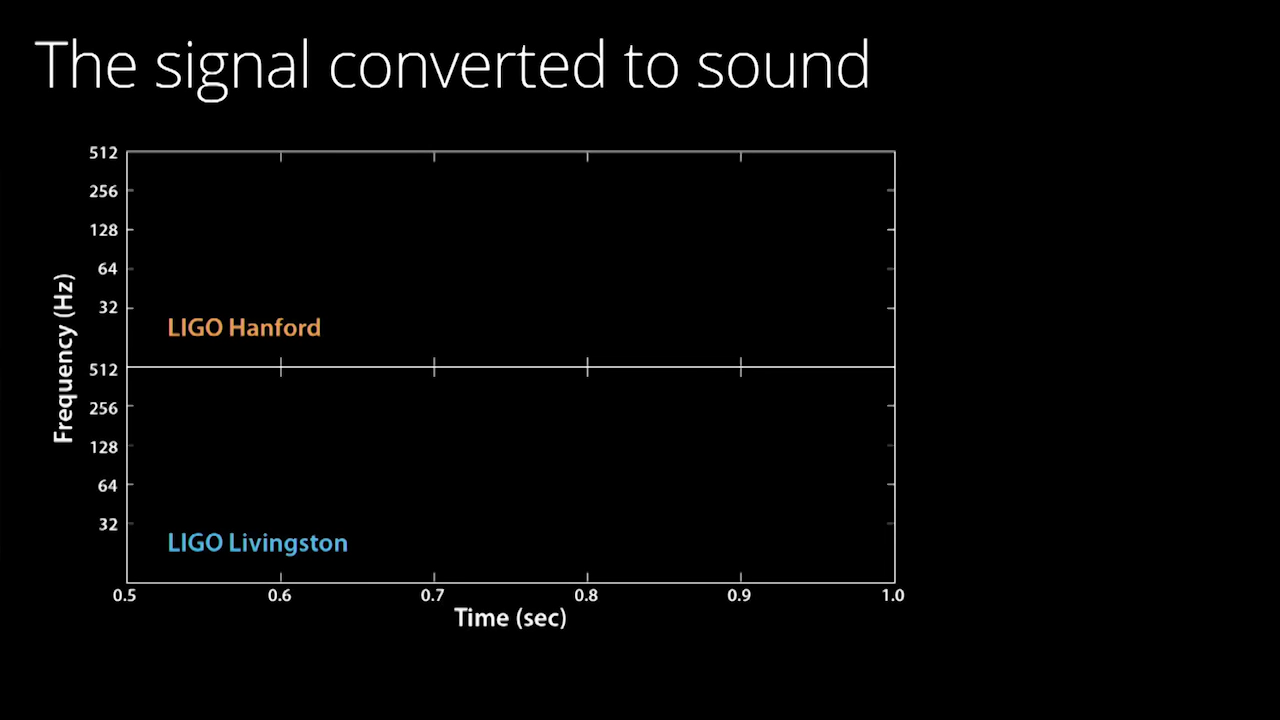 The signal converted to sound
512
256
128
64
32
LIGO Hanford
Frequency (Hz)
512
256
128
64
32
LIGO Livingston
0.5 0.6 0.7 0.8 0.9 1.0
Time (sec)